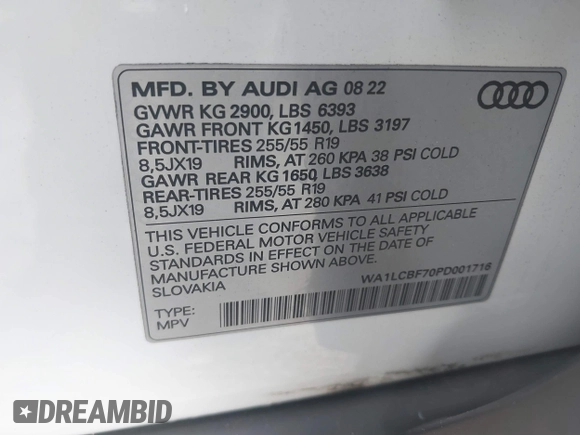 MFD. BY AUDI AG 08 22
GVWR KG 2900, LBS 6393
GAWR FRONT KG1450, LBS 3197
FRONT-TIRES 255/55 R19
8,5JX19 RIMS, AT 260 KPA 38 PSI COLD
GAWR REAR KG 1650, LBS 3638
REAR-TIRES 255/55 R19
8,5JX19 RIMS, AT 280 KPA 41 PSI COLD
THIS VEHICLE CONFORMS TO ALL APPLICABLE
U.S. FEDERAL MOTOR VEHICLE SAFETY
STANDARDS IN EFFECT ON THE DATE OF
MANUFACTURE SHOWN ABOVE.
SLOVAKIA
WA1LCBF70PD001716
TYPE:
MPV
DREAMBID